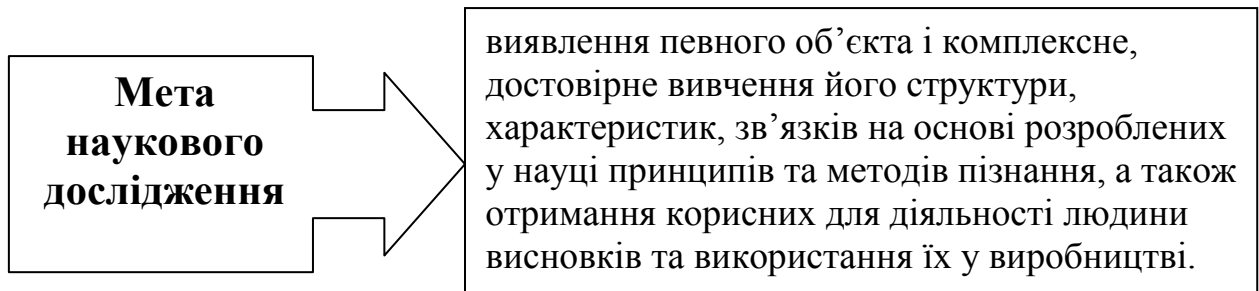 Мета
наукового
дослідження
виявлення певного об’єкта і комплексне,
достовірне вивчення його структури,
характеристик, зв’язків на основі розроблених
у науці принципів та методів пізнання, а також
отримання корисних для діяльності людини
висновків та використання їх у виробництві.